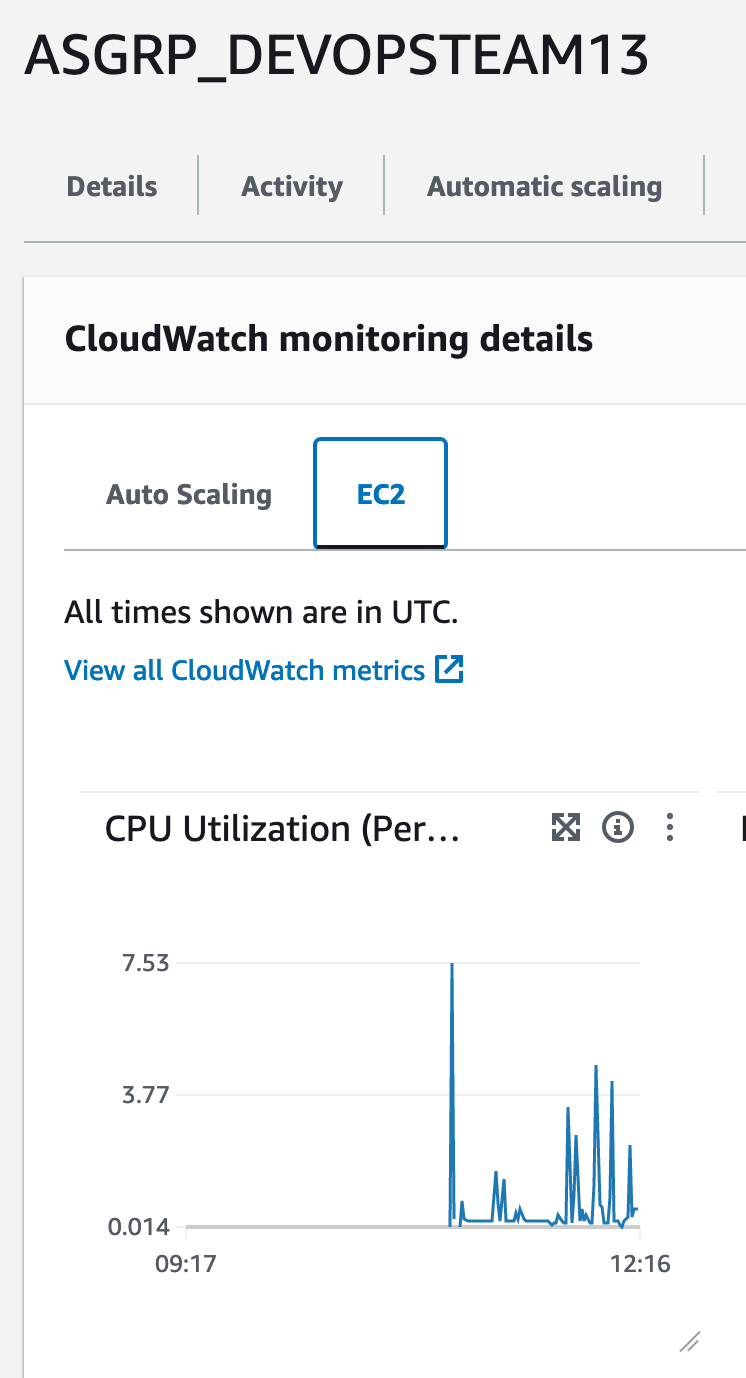 ASGRP_DEVOPSTEAM13
Details
Activity
Automatic scaling
CloudWatch monitoring details
Auto Scaling
EC2
All times shown are in UTC.
View all CloudWatch metrics
CPU Utilization (Per...
7.53
3.77
0.014
09:17
12:16